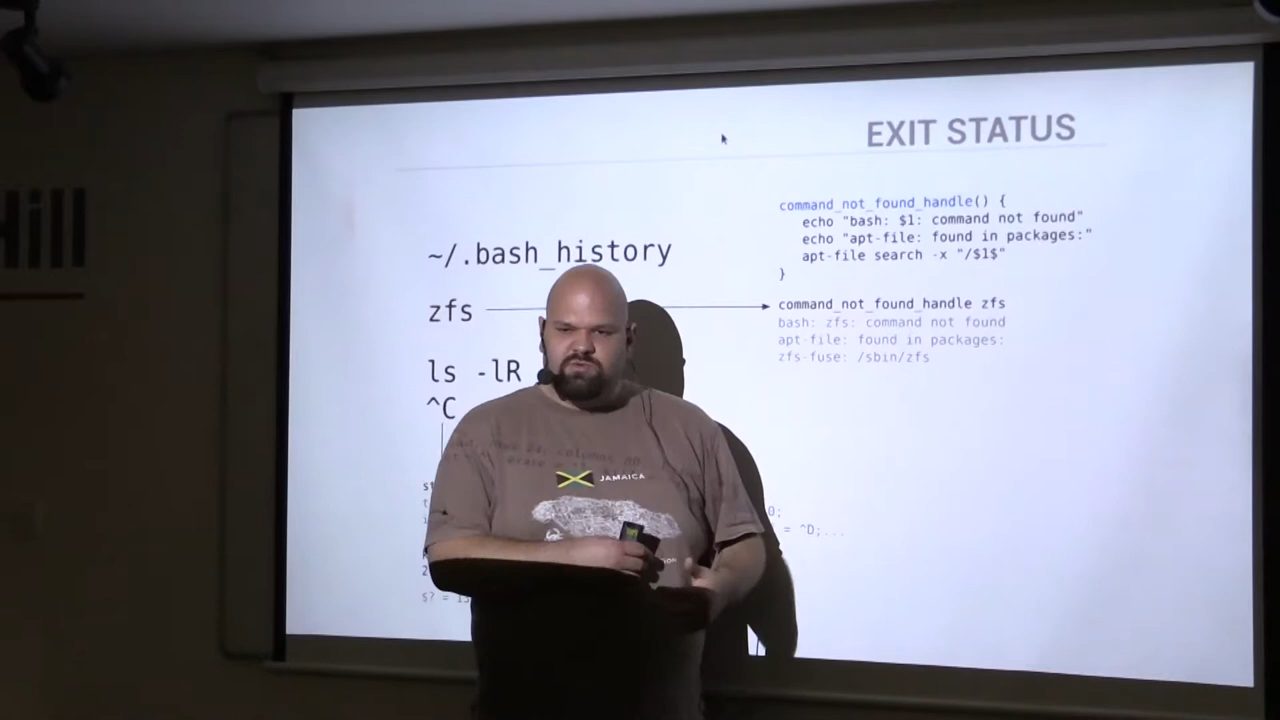 Hill
EXIT STATUS
~/.bash_history
zfs
ls -lR
^C
command_not_found_handle() {
echo "bash: $1: command not found"
echo "apt-file: found in packages:"
apt-file search -x "/$1$"
}
command_not_found_handle zfs
bash: zfs: command not found
apt-file: found in packages:
zfs-fuse: /sbin/zfs
JAMAICA
0;
= ^D;...
$? =